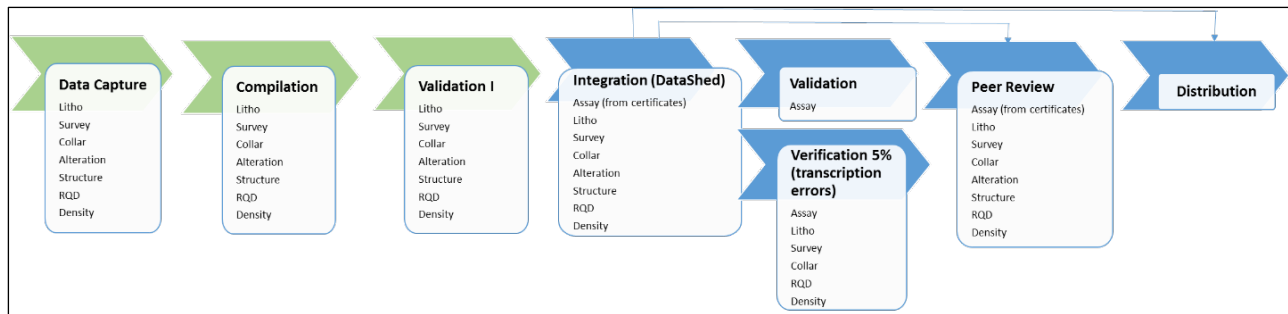 Data Capture
Litho
Survey
Collar
Alteration
Structure
RQD
Density
Compilation
Litho
Survey
Collar
Alteration
Structure
RQD
Density
Validation I
Litho
Survey
Collar
Alteration
Structure
RQD
Density
Integration (DataShed)
Assay (from certificates)
Litho
Survey
Collar
Alteration
Structure
RQD
Density
Validation
Assay
Verification 5%
(transcription
errors)
Assay
Litho
Survey
Collar
RQD
Density
Peer Review
Assay (from certificates)
Litho
Survey
Collar
Alteration
Structure
RQD
Density
Distribution